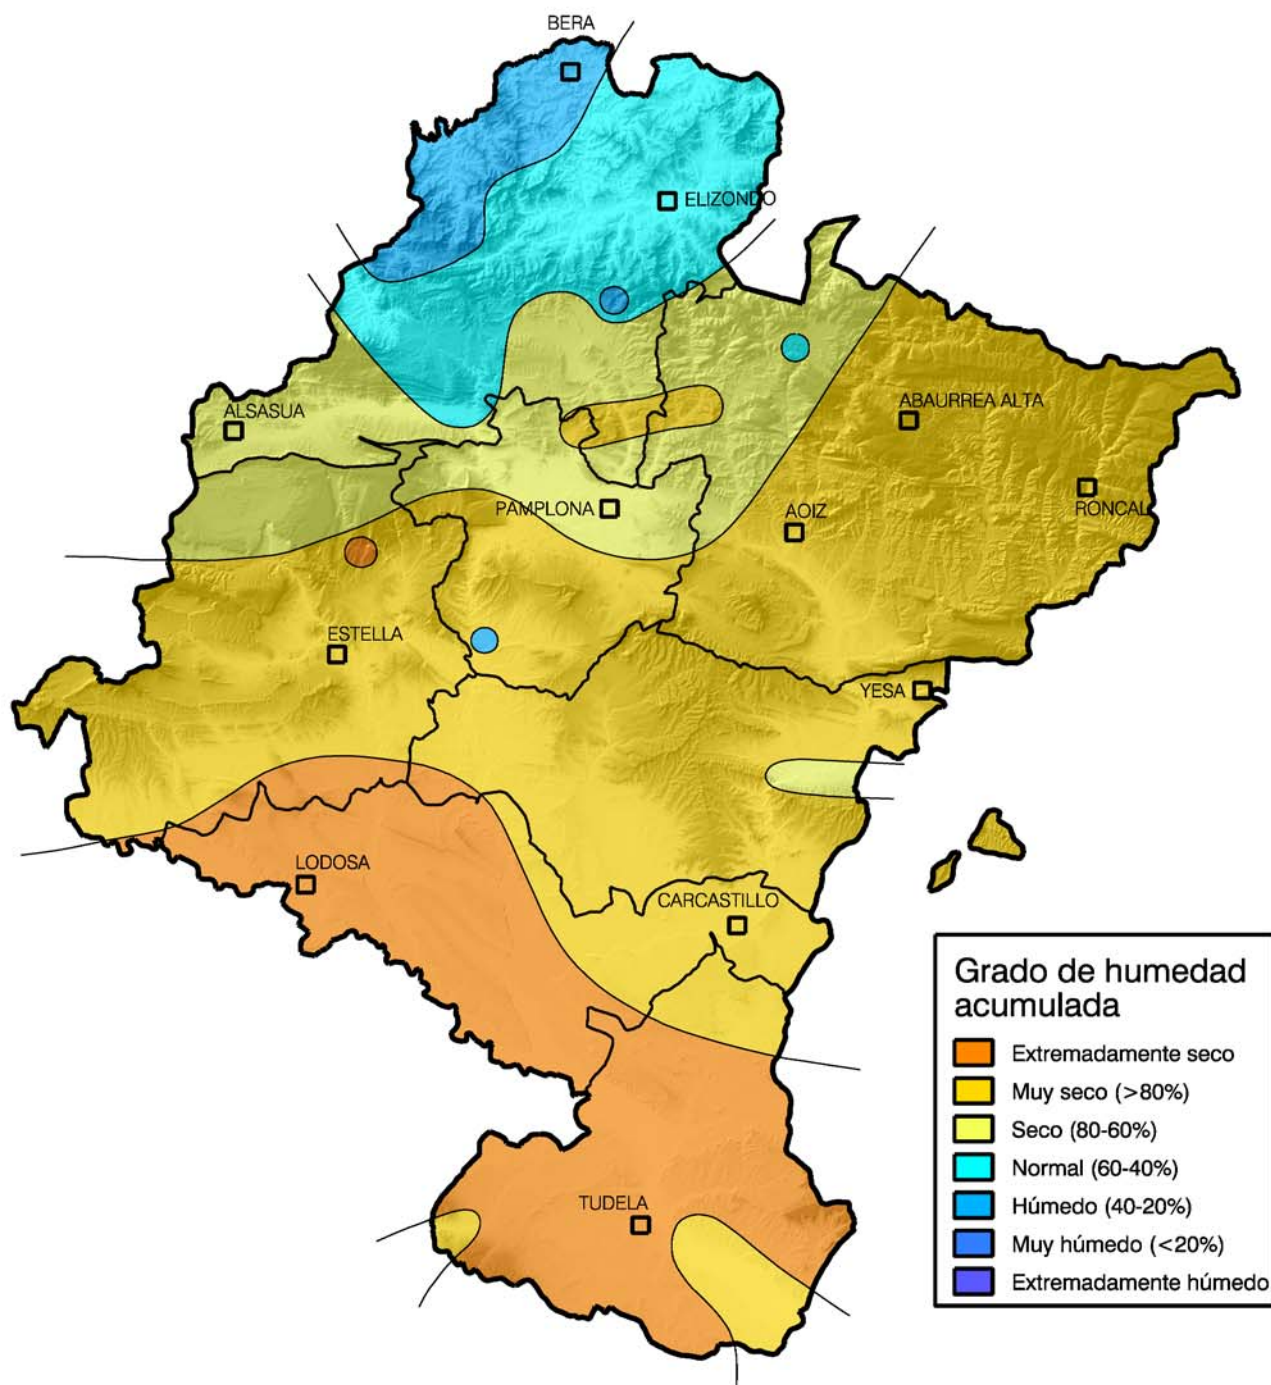 BERA
ELIZONDO
ALSASUA
ABAURREA ALTA
PAMPLONA
AOIZ
RONCAL
ESTELLA
YESA
LODOSA
CARCASTILLO
TUDELA
Grado de humedad
acumulada
Extremadamente seco
Muy seco (>80%)
Seco (80-60%)
Normal (60-40%)
Húmedo (40-20%)
Muy húmedo (<20%)
Extremadamente húmedo